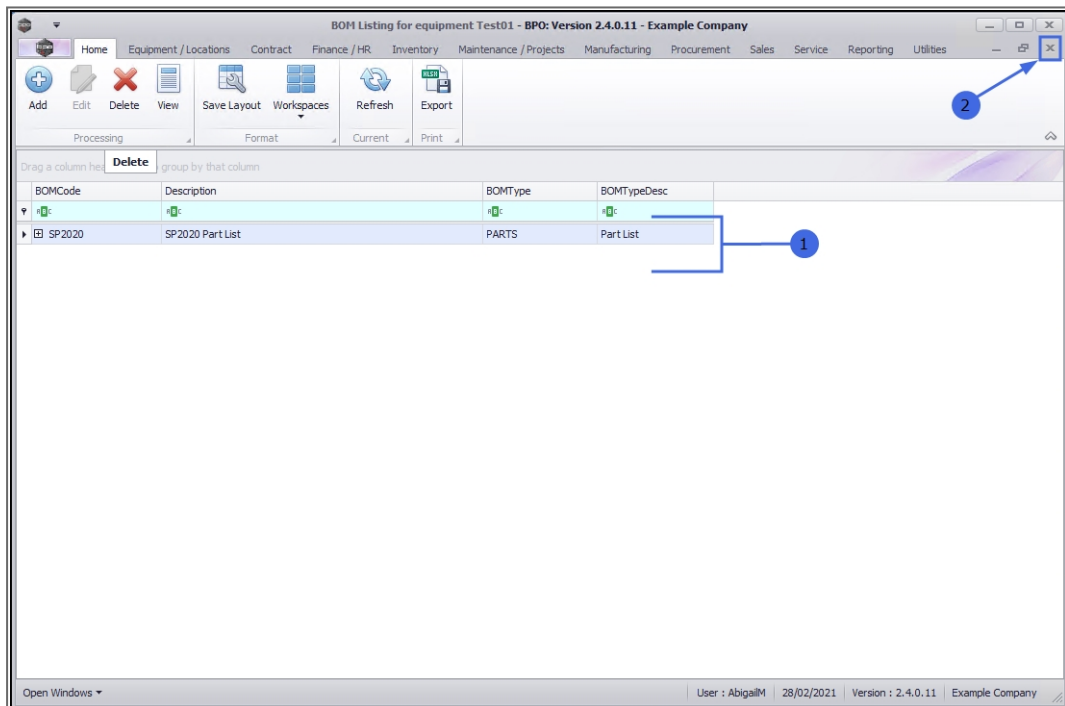 BOM Listing for equipment Test01 - BPO: Version 2.4.0.11 - Example Company
Home Equipment / Locations Contract Finance / HR Inventory Maintenance / Projects Manufacturing Procurement Sales Service Reporting Utilities
2
Add Edit Delete View Save Layout Workspaces Refresh Export
Processing Format Current Print
Drag a column hea Delete group by that column
BOMCode Description BOMType BOMTypeDesc
SP2020 SP2020 Part List PARTS Part List
1
Open Windows User : AbigailM 28/02/2021 Version : 2.4.0.11 Example Company